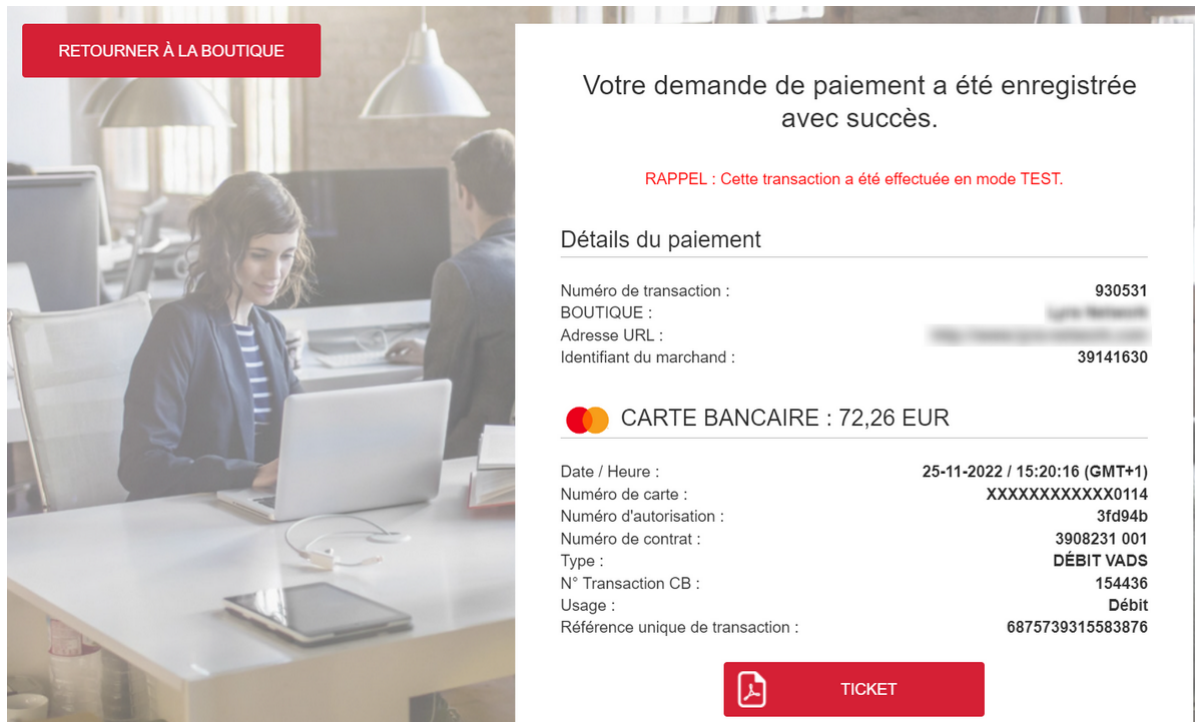 RETOURNER À LA BOUTIQUE
Votre demande de paiement a été enregistrée
avec succès.
RAPPEL : Cette transaction a été effectuée en mode TEST.
Détails du paiement
Numéro de transaction : 930531
BOUTIQUE :
Adresse URL :
Identifiant du marchand : 39141630
CARTE BANCAIRE : 72,26 EUR
Date / Heure : 25-11-2022 / 15:20:16 (GMT+1)
Numéro de carte : XXXXXXXXXXXX0114
Numéro d'autorisation : 3fd94b
Numéro de contrat : 3908231 001
Type : DÉBIT VADS
N° Transaction CB : 154436
Usage : Débit
Référence unique de transaction : 6875739315583876
TICKET